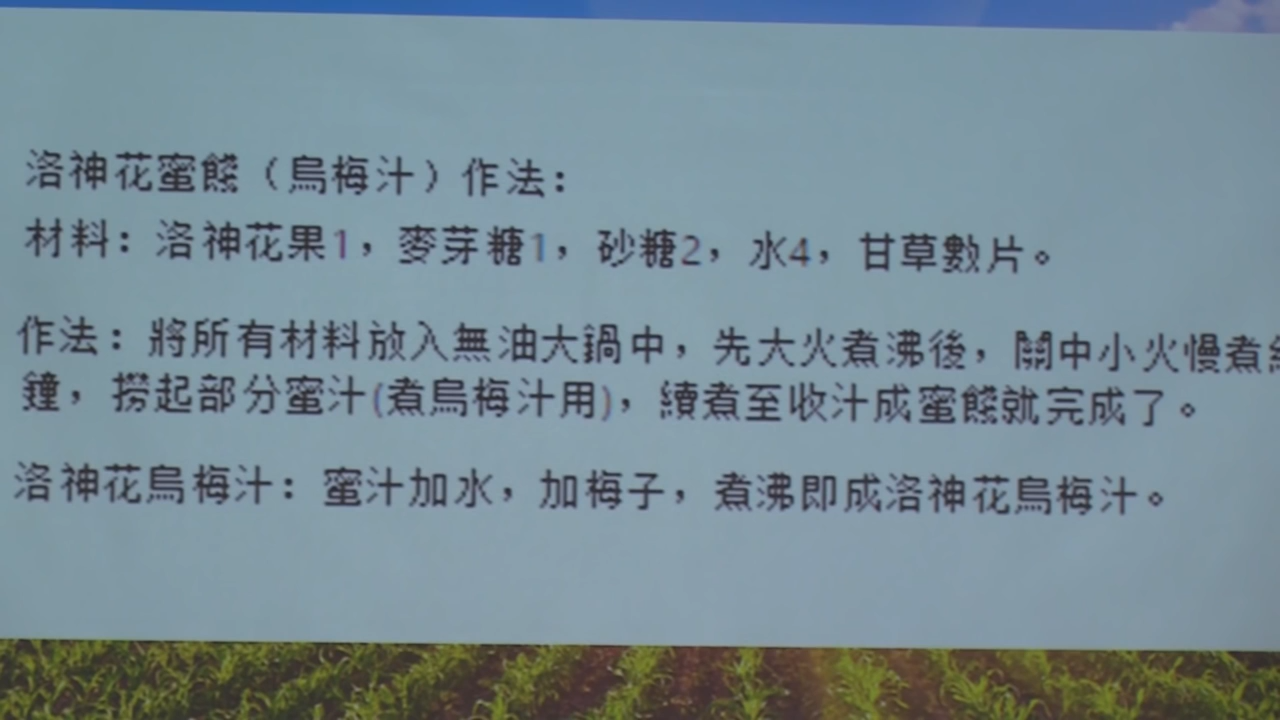 洛神花蜜餞（烏梅汁）作法：
材料：洛神花果1，麥芽糖1，砂糖2，水4，甘草數片。
作法：將所有材料放入無油大鍋中，先大火煮沸後，關中小火慢煮
鐘，撈起部分蜜汁(煮烏梅汁用)，續煮至收汁成蜜餞就完成了。
洛神花烏梅汁：蜜汁加水，加梅子，煮沸即成洛神花烏梅汁。